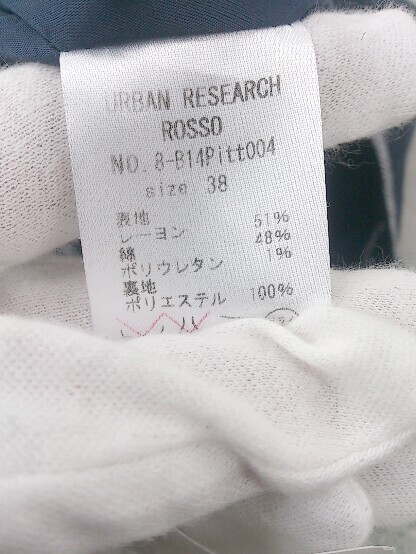 URBAN RESEARCH
ROSSO
NO. 8-B14Pitt004
size 38
表地
レーヨン 51%
綿 48%
ポリウレタン 1%
裏地
ポリエステル 100%